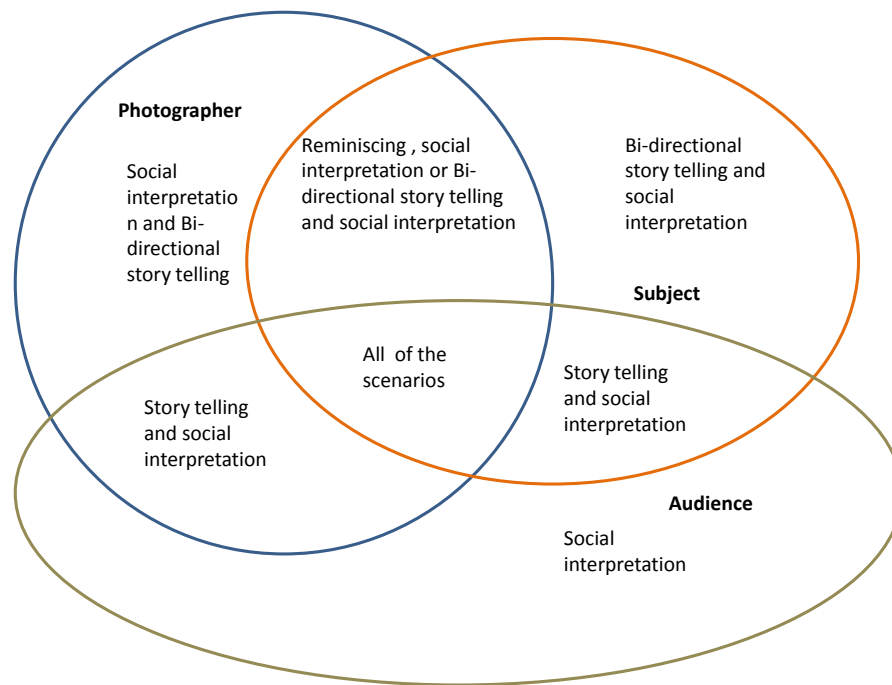 Photographer
Social
interpretatio
n and Bi-
directional
story telling
Reminiscing , social
interpretation or Bi-
directional story telling
and social interpretation
Bi-directional
story telling and
social
interpretation
Subject
All of the
scenarios
Story telling
and social
interpretation
Story telling
and social
interpretation
Audience
Social
interpretation